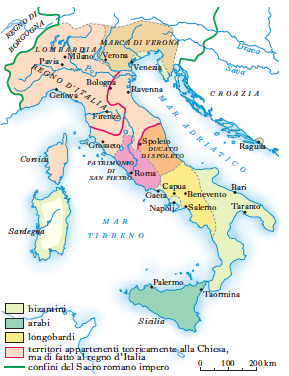 REGNO DI
BORGOGNA
LOMBARDIA
MARCA DI VERONA
Milano
Verona
Pavia
Venezia
Po
Drava
Sava
REGNO D'ITALIA
Bologna
Ravenna
Genova
CROAZIA
Firenze
MAR ADRIATICO
Grosseto
Spoleto
DUCATO
DI SPOLETO
Ragusa
Corsica
PATRIMONIO
DI
SAN PIETRO
Roma
Capua
Bari
Gaeta
Benevento
Taranto
Napoli
Salerno
Sardegna
MAR
TIRRENO
Palermo
Taormina
Sicilia
bizantini
arabi
longobardi
territori appartenenti teoricamente alla Chiesa,
ma di fatto al regno d'Italia
confini del Sacro romano impero
0 100 200 km